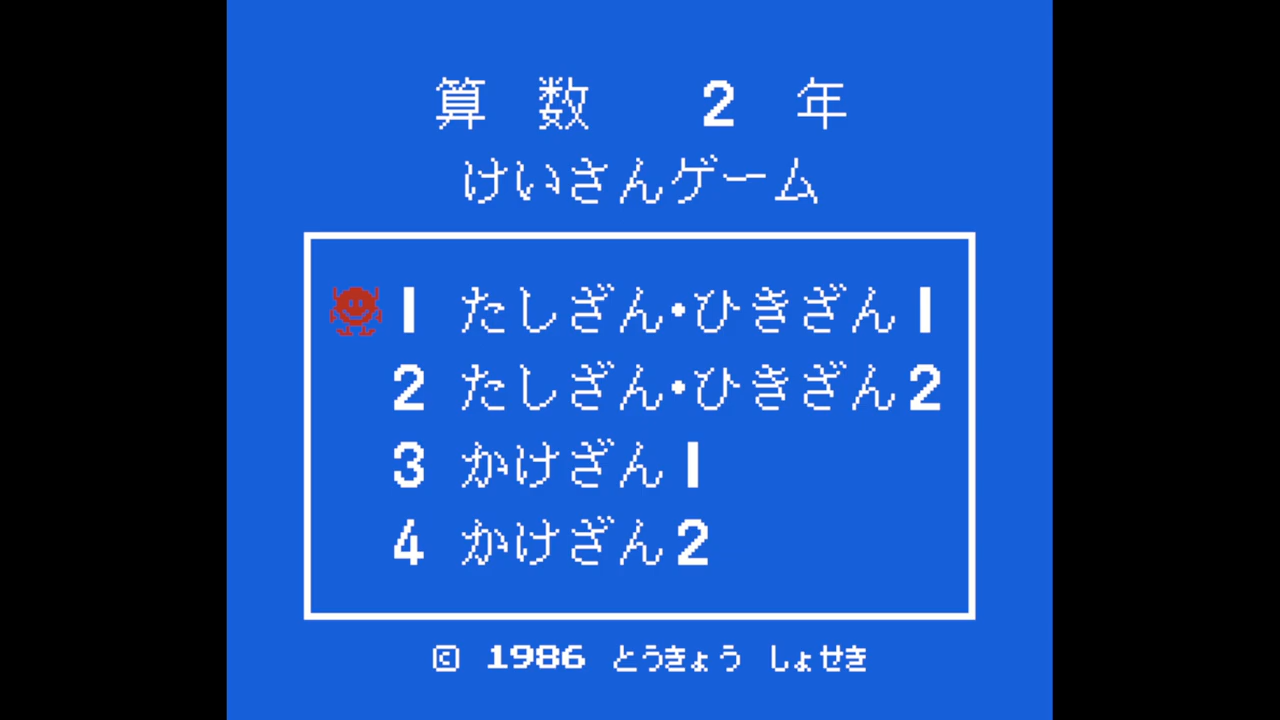 算数 2年
けいさんゲーム
1 たしざん・ひきざん1
2 たしざん・ひきざん2
3 かけざん1
4 かけざん2
© 1986 とうきょう しょせき